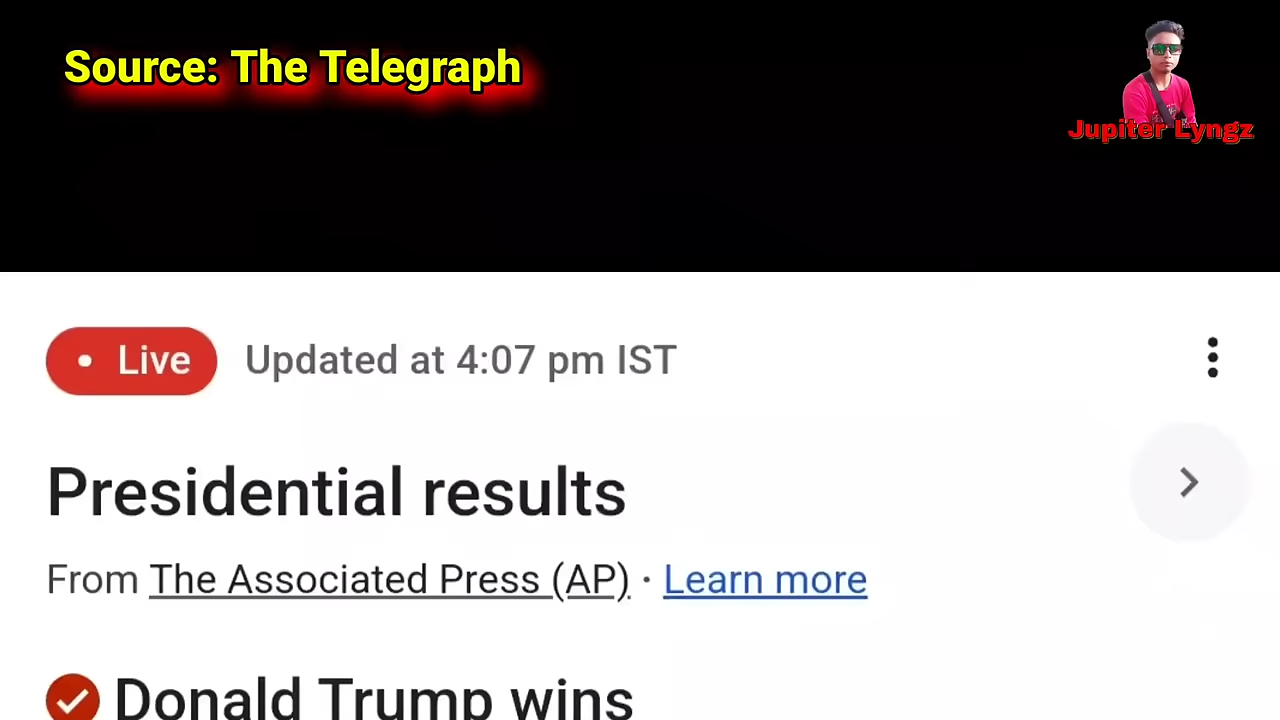 Source: The Telegraph
Jupiter Lyngz
Live Updated at 4:07 pm IST
Presidential results
From The Associated Press (AP) · Learn more
Donald Trump wins